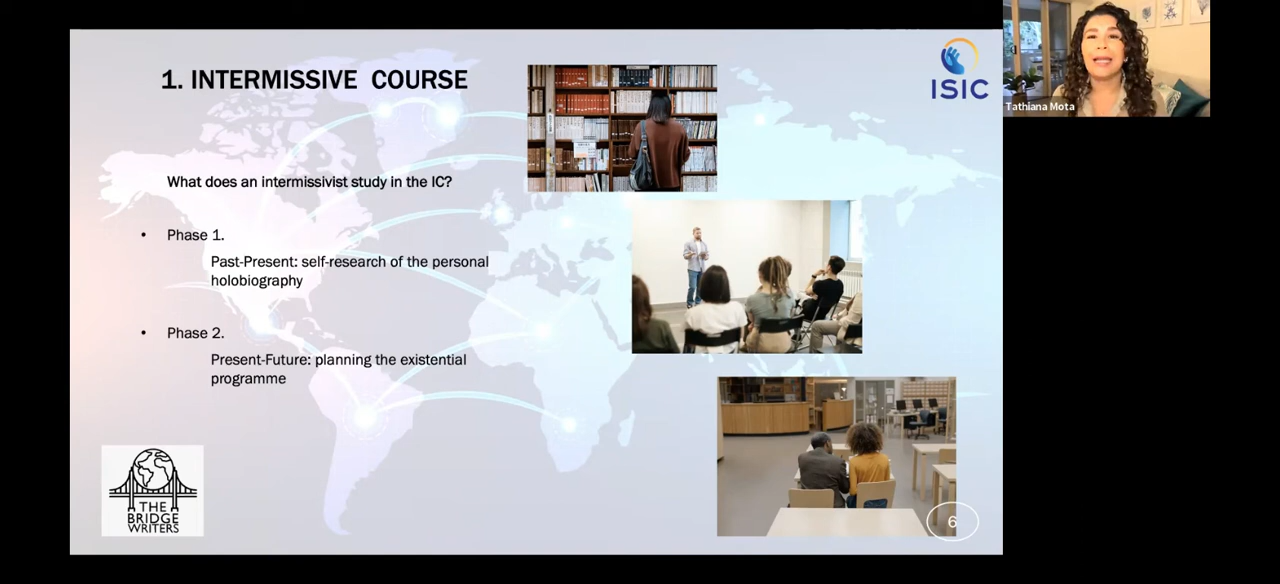 1. INTERMISSIVE COURSE
ISIC
Tathiana Mota
What does an intermissivist study in the IC?
• Phase 1.
Past-Present: self-research of the personal
holobiography
• Phase 2.
Present-Future: planning the existential
programme
THE
BRIDGE
WRITERS
6